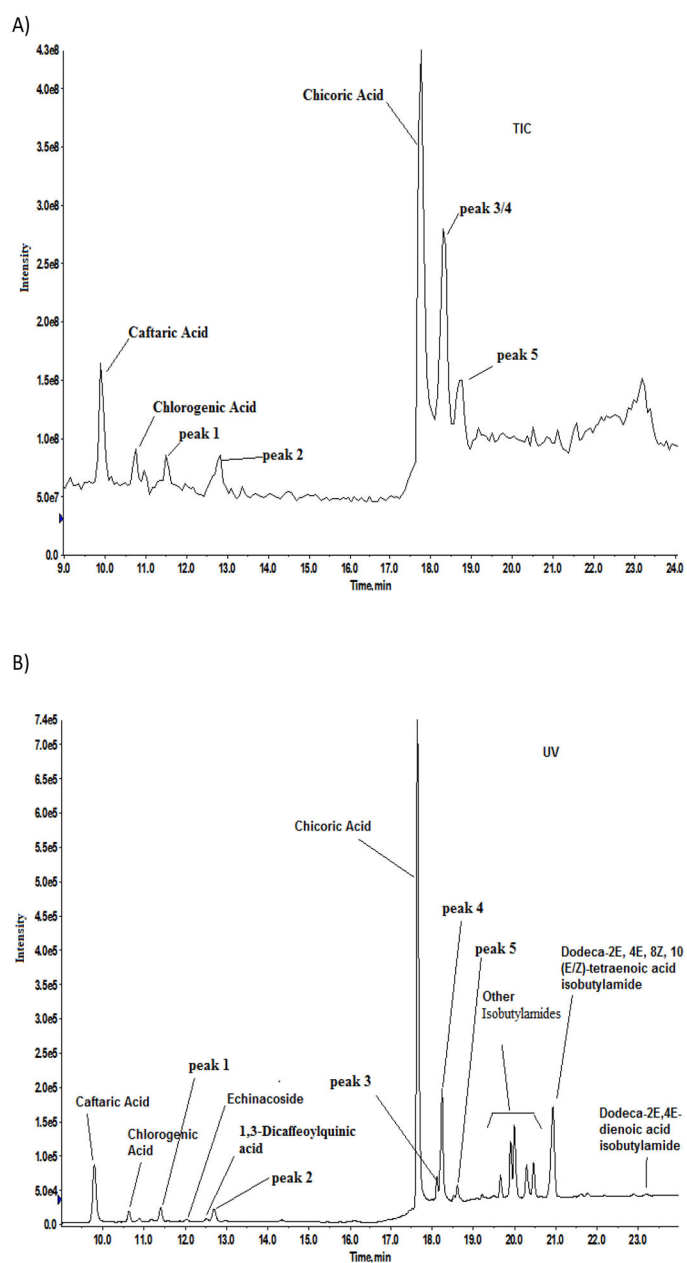 A)
4.3e8
4.0e8
Chicoric Acid
TIC
3.5e8
3.0e8
peak 3/4
2.5e8
Intensity
2.0e8
Caftaric Acid
peak 5
1.5e8
Chlorogenic Acid
peak 1
1.0e8
peak 2
5.0e7
0.0
9.0 10.0 11.0 12.0 13.0 14.0 15.0 16.0 17.0 18.0 19.0 20.0 21.0 22.0 23.0 24.0
Time, min
B)
7.4e5
7.0e5
UV
6.5e5
6.0e5
Chicoric Acid
5.5e5
5.0e5
4.5e5
peak 4
Intensity
4.0e5
peak 5
Dodeca-2E, 4E, 8Z, 10
(E/Z)-tetraenoic acid
isobutylamide
3.5e5
Other
Isobutylamides
3.0e5
2.5e5
peak 1
2.0e5
peak 3
Echinacoside
Caftaric Acid
1.5e5
Chlorogenic
Acid
1,3-Dicaffeoylquinic
acid
Dodeca-2E,4E-
dienoic acid
isobutylamide
1.0e5
peak 2
5.0e4
0.0
10.0 11.0 12.0 13.0 14.0 15.0 16.0 17.0 18.0 19.0 20.0 21.0 22.0 23.0
Time, min